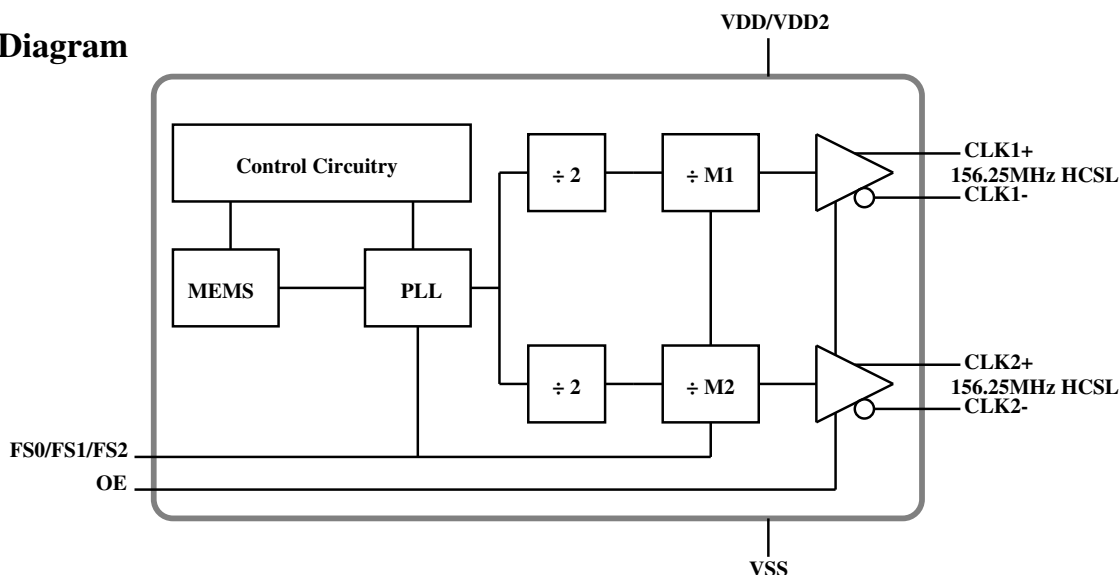 VDD/VDD2
Diagram
Control Circuitry
÷ 2
÷ M1
CLK1+
156.25MHz HCSL
CLK1-
MEMS
PLL
÷ 2
÷ M2
CLK2+
156.25MHz HCSL
CLK2-
FS0/FS1/FS2
OE
VSS